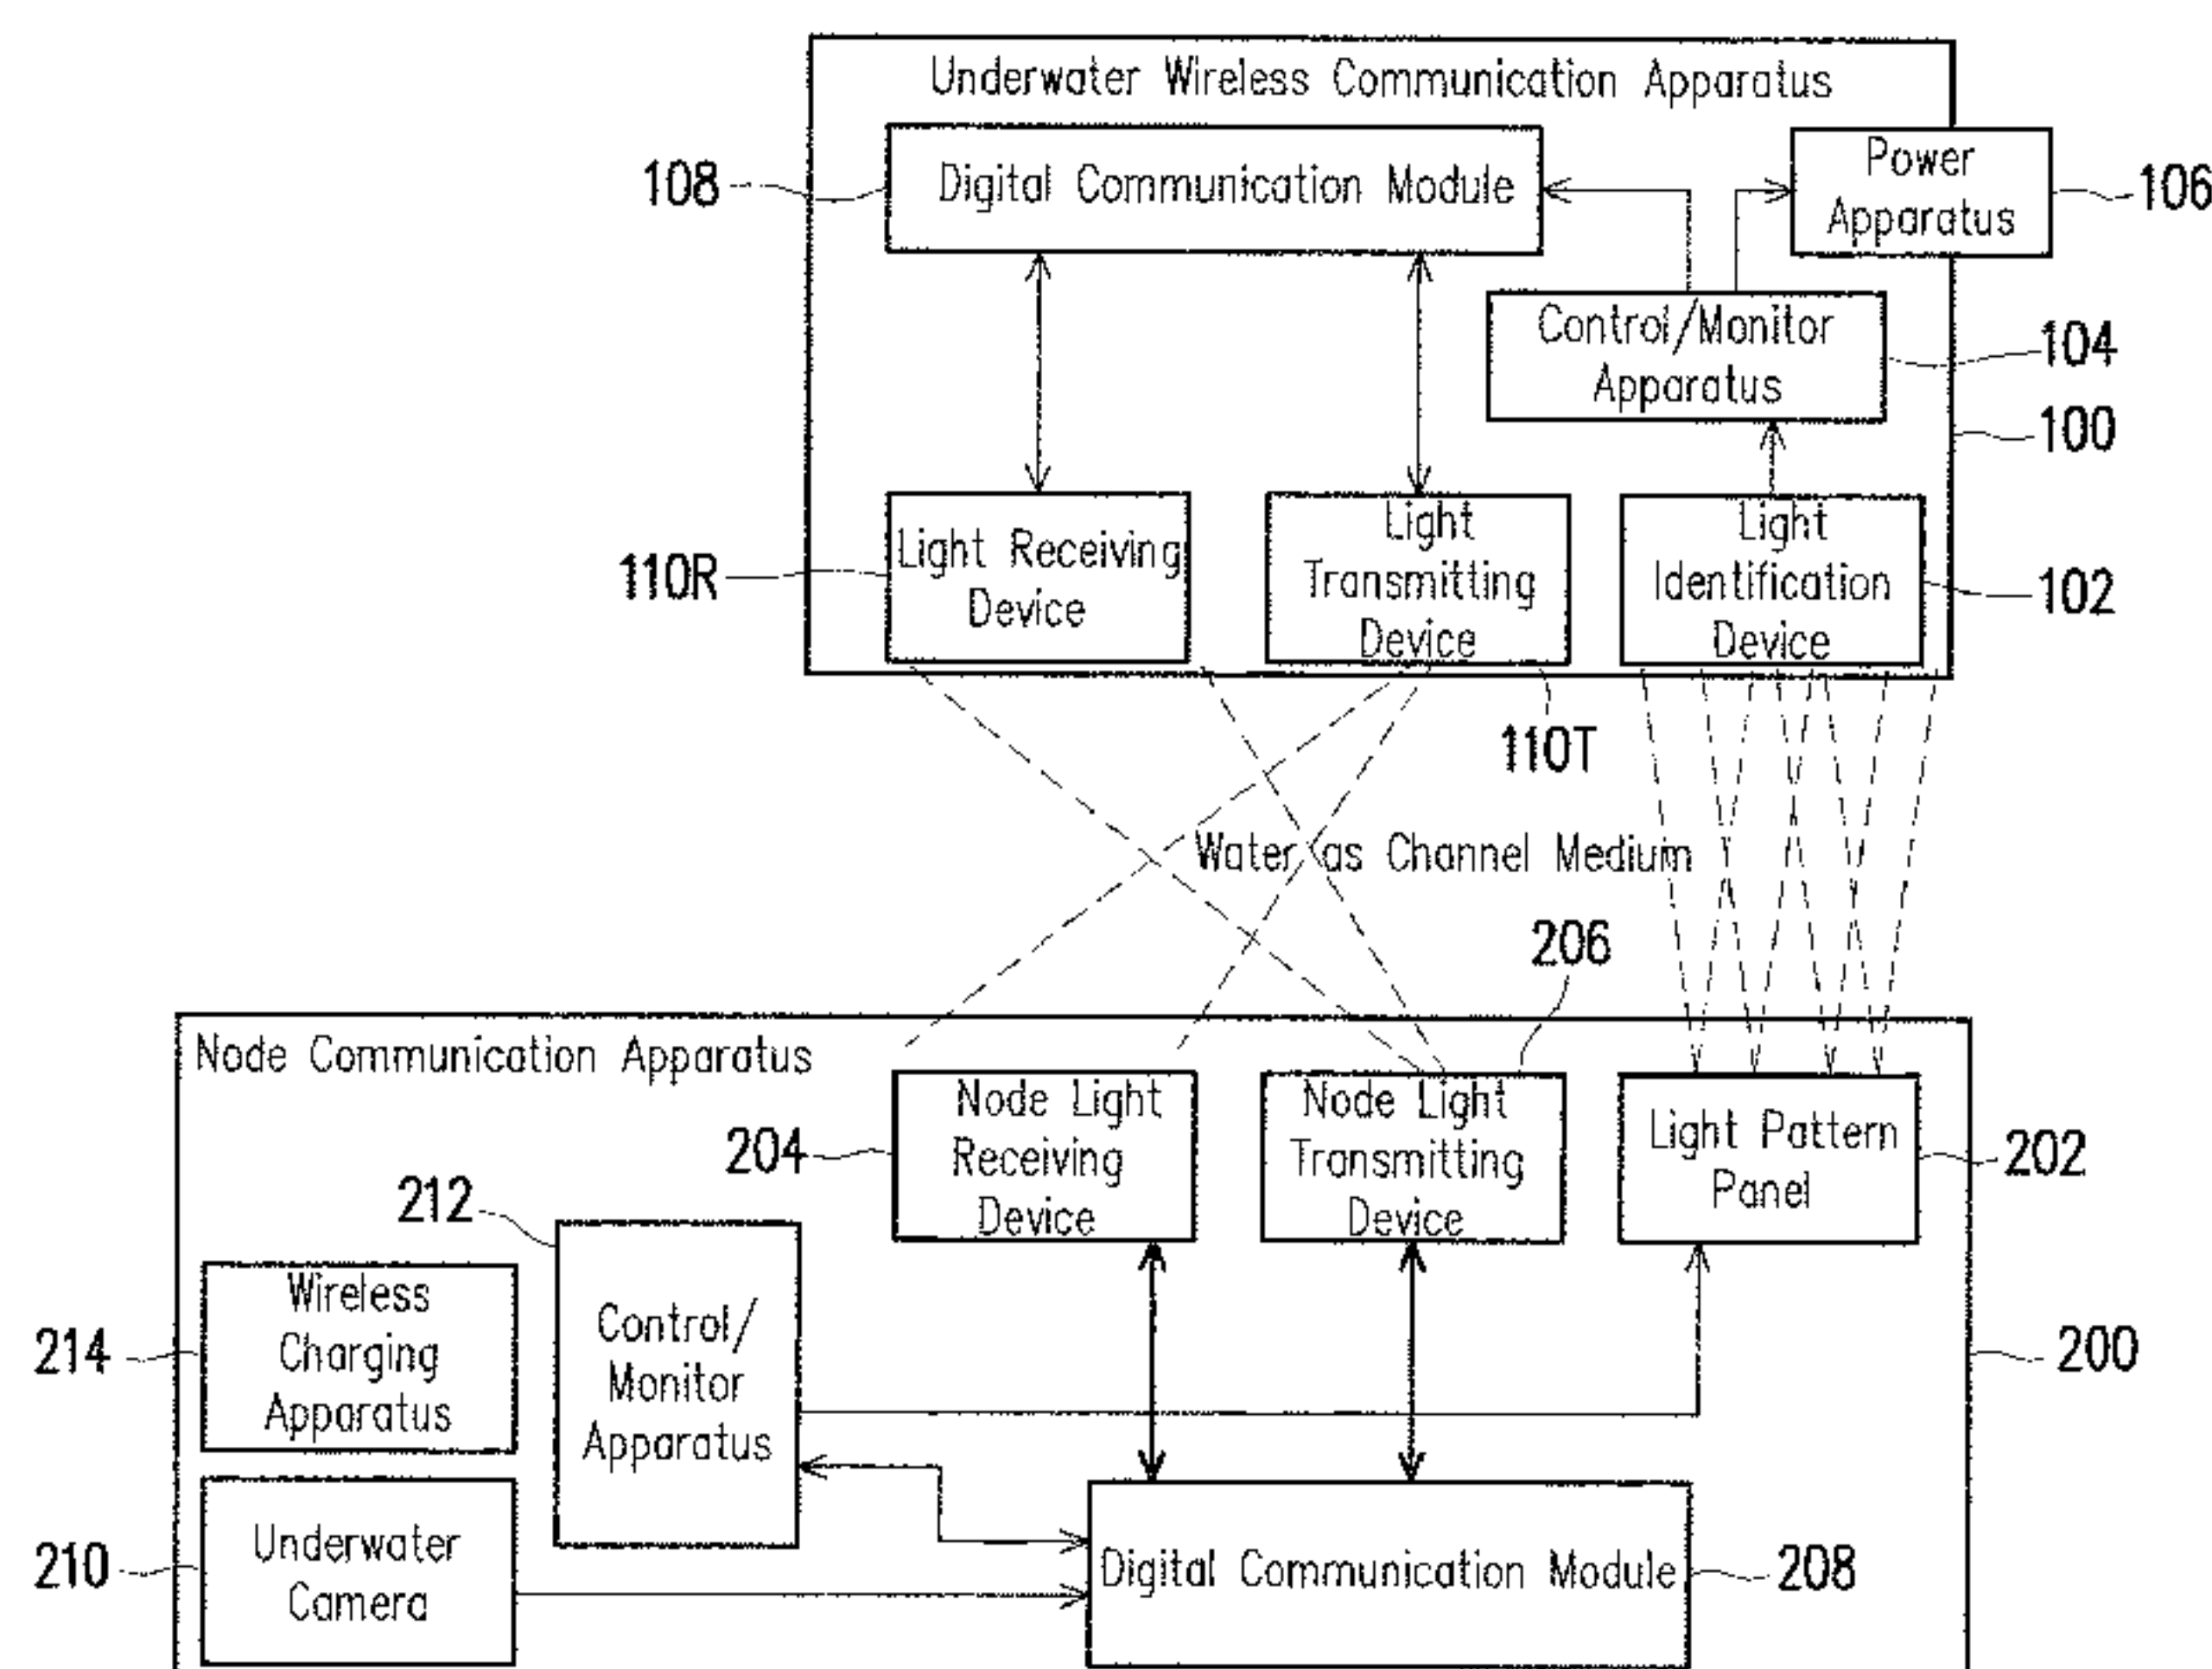 Underwater Wireless Communication Apparatus
108
Digital Communication Module
Power
Apparatus
106
Control/Monitor
Apparatus
104
100
110R
Light Receiving
Device
Light
Transmitting
Device
Light
Identification
Device
102
110T
Water as Channel Medium
206
Node Communication Apparatus
204
Node Light
Receiving
Device
Node Light
Transmitting
Device
Light Pattern
Panel
202
212
214
Wireless
Charging
Apparatus
Control/
Monitor
Apparatus
200
210
Underwater
Camera
Digital Communication Module
208